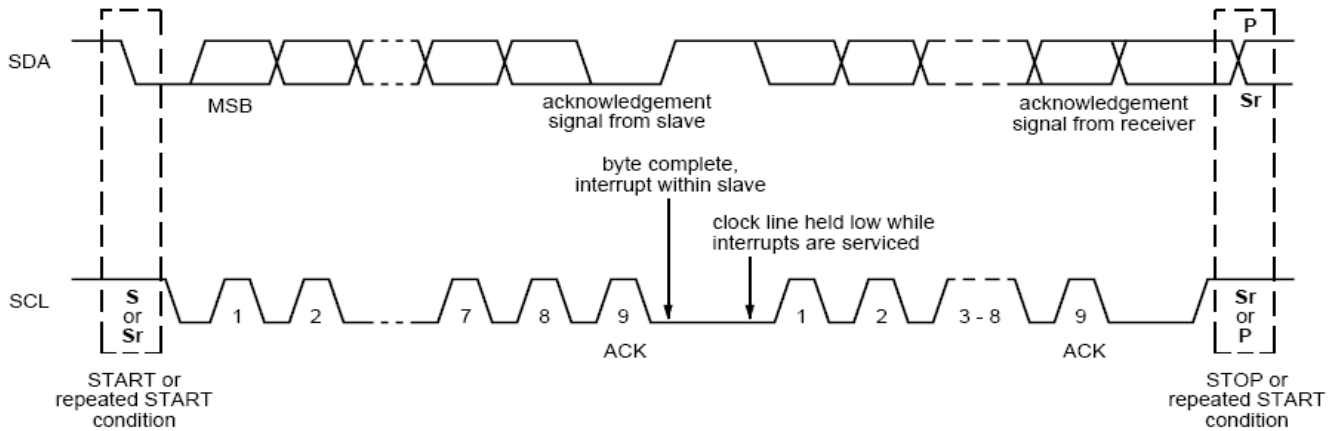 P
SDA
MSB
acknowledgement
signal from slave
acknowledgement
signal from receiver
Sr
byte complete,
interrupt within slave
clock line held low while
interrupts are serviced
SCL
S
or
Sr
1
2
7
8
9
1
2
3 - 8
9
Sr
or
P
ACK
ACK
START or
repeated START
condition
STOP or
repeated START
condition